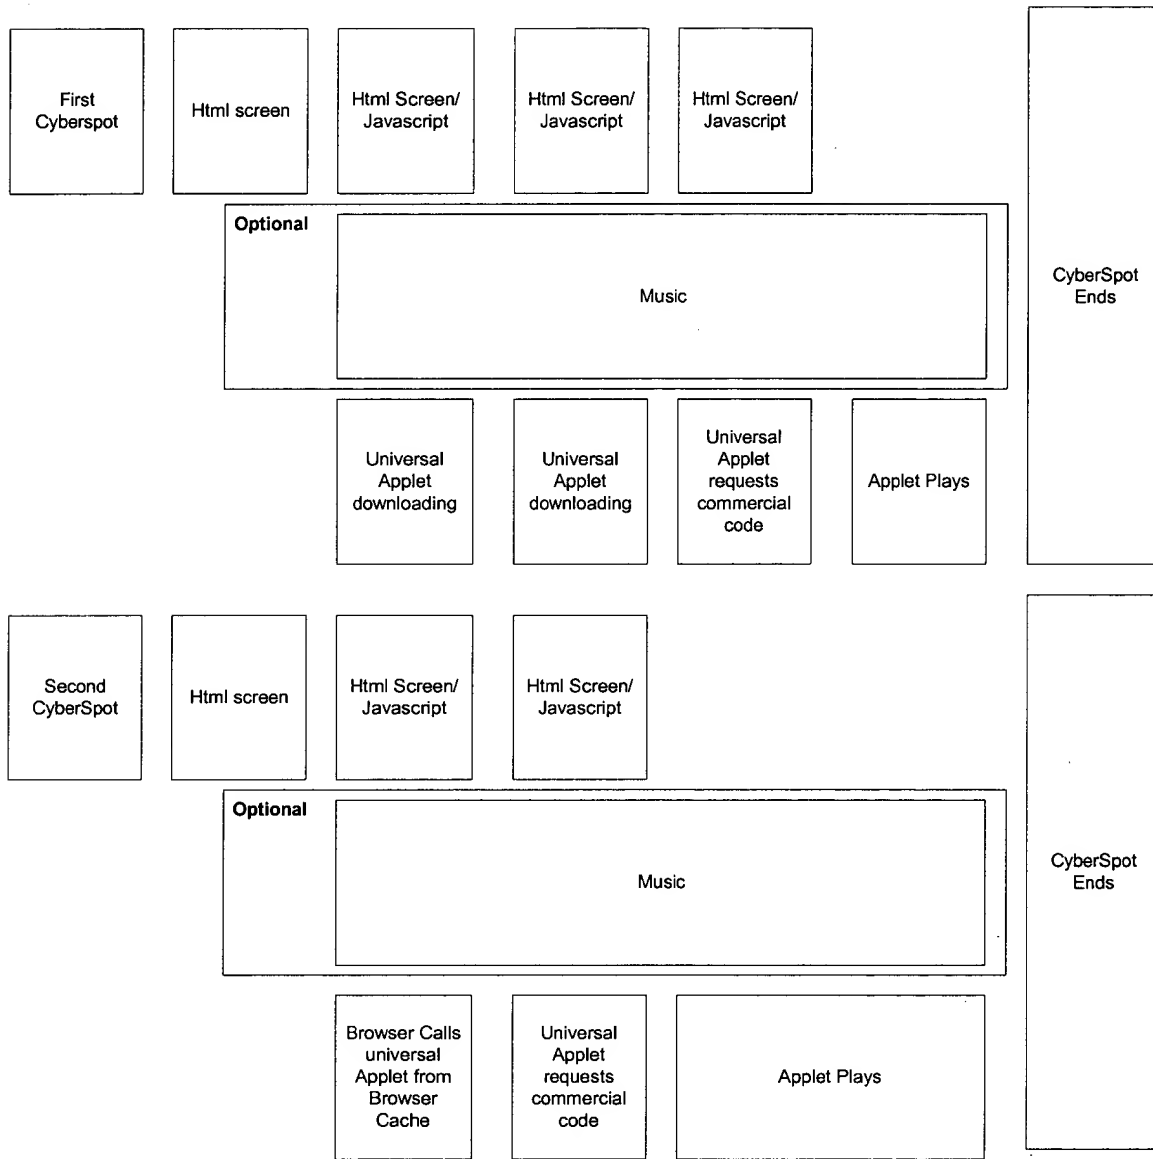 First
Cyberspot
Html screen
Html Screen/
Javascript
Html Screen/
Javascript
Html Screen/
Javascript
Optional
Music
CyberSpot
Ends
Universal
Applet
downloading
Universal
Applet
downloading
Universal
Applet
requests
commercial
code
Applet Plays
Second
CyberSpot
Html screen
Html Screen/
Javascript
Html Screen/
Javascript
Optional
Music
CyberSpot
Ends
Browser Calls
universal
Applet from
Browser
Cache
Universal
Applet
requests
commercial
code
Applet Plays